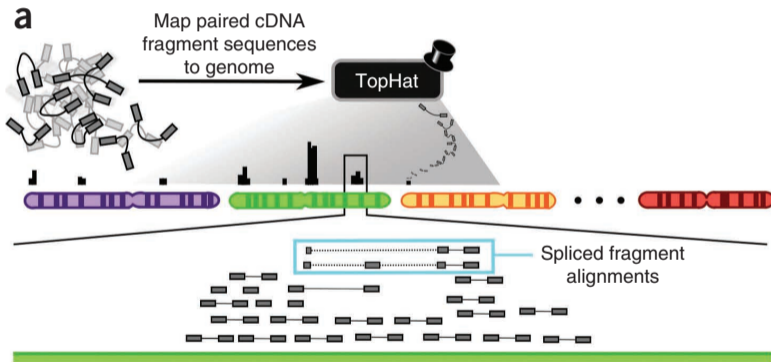 a
Map paired cDNA
fragment sequences
to genome
TopHat
Spliced fragment
alignments